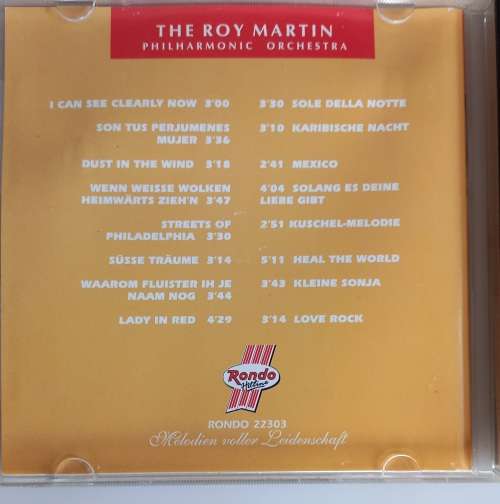 THE ROY MARTIN
PHILHARMONIC ORCHESTRA
I CAN SEE CLEARLY NOW 3'00
SON TUS PERJUMENES
MUJER 3'36
DUST IN THE WIND 3'18
WENN WEISSE WOLKEN
HEIMWÄRTS ZIEH'N 3'47
STREETS OF
PHILADELPHIA 3'30
SÜSSE TRÄUME 3'14
WAAROM FLUISTER IH JE
NAAM NOG 3'44
LADY IN RED 4'29
3'30 SOLE DELLA NOTTE
3'10 KARIBISCHE NACHT
2'41 MEXICO
4'04 SOLANG ES DEINE
LIEBE GIBT
2'51 KUSCHEL-MELODIE
5'11 HEAL THE WORLD
3'43 KLEINE SONJA
3'14 LOVE ROCK
Rondo
Hitline
RONDO 22303
Melodien voller Leidenschaft